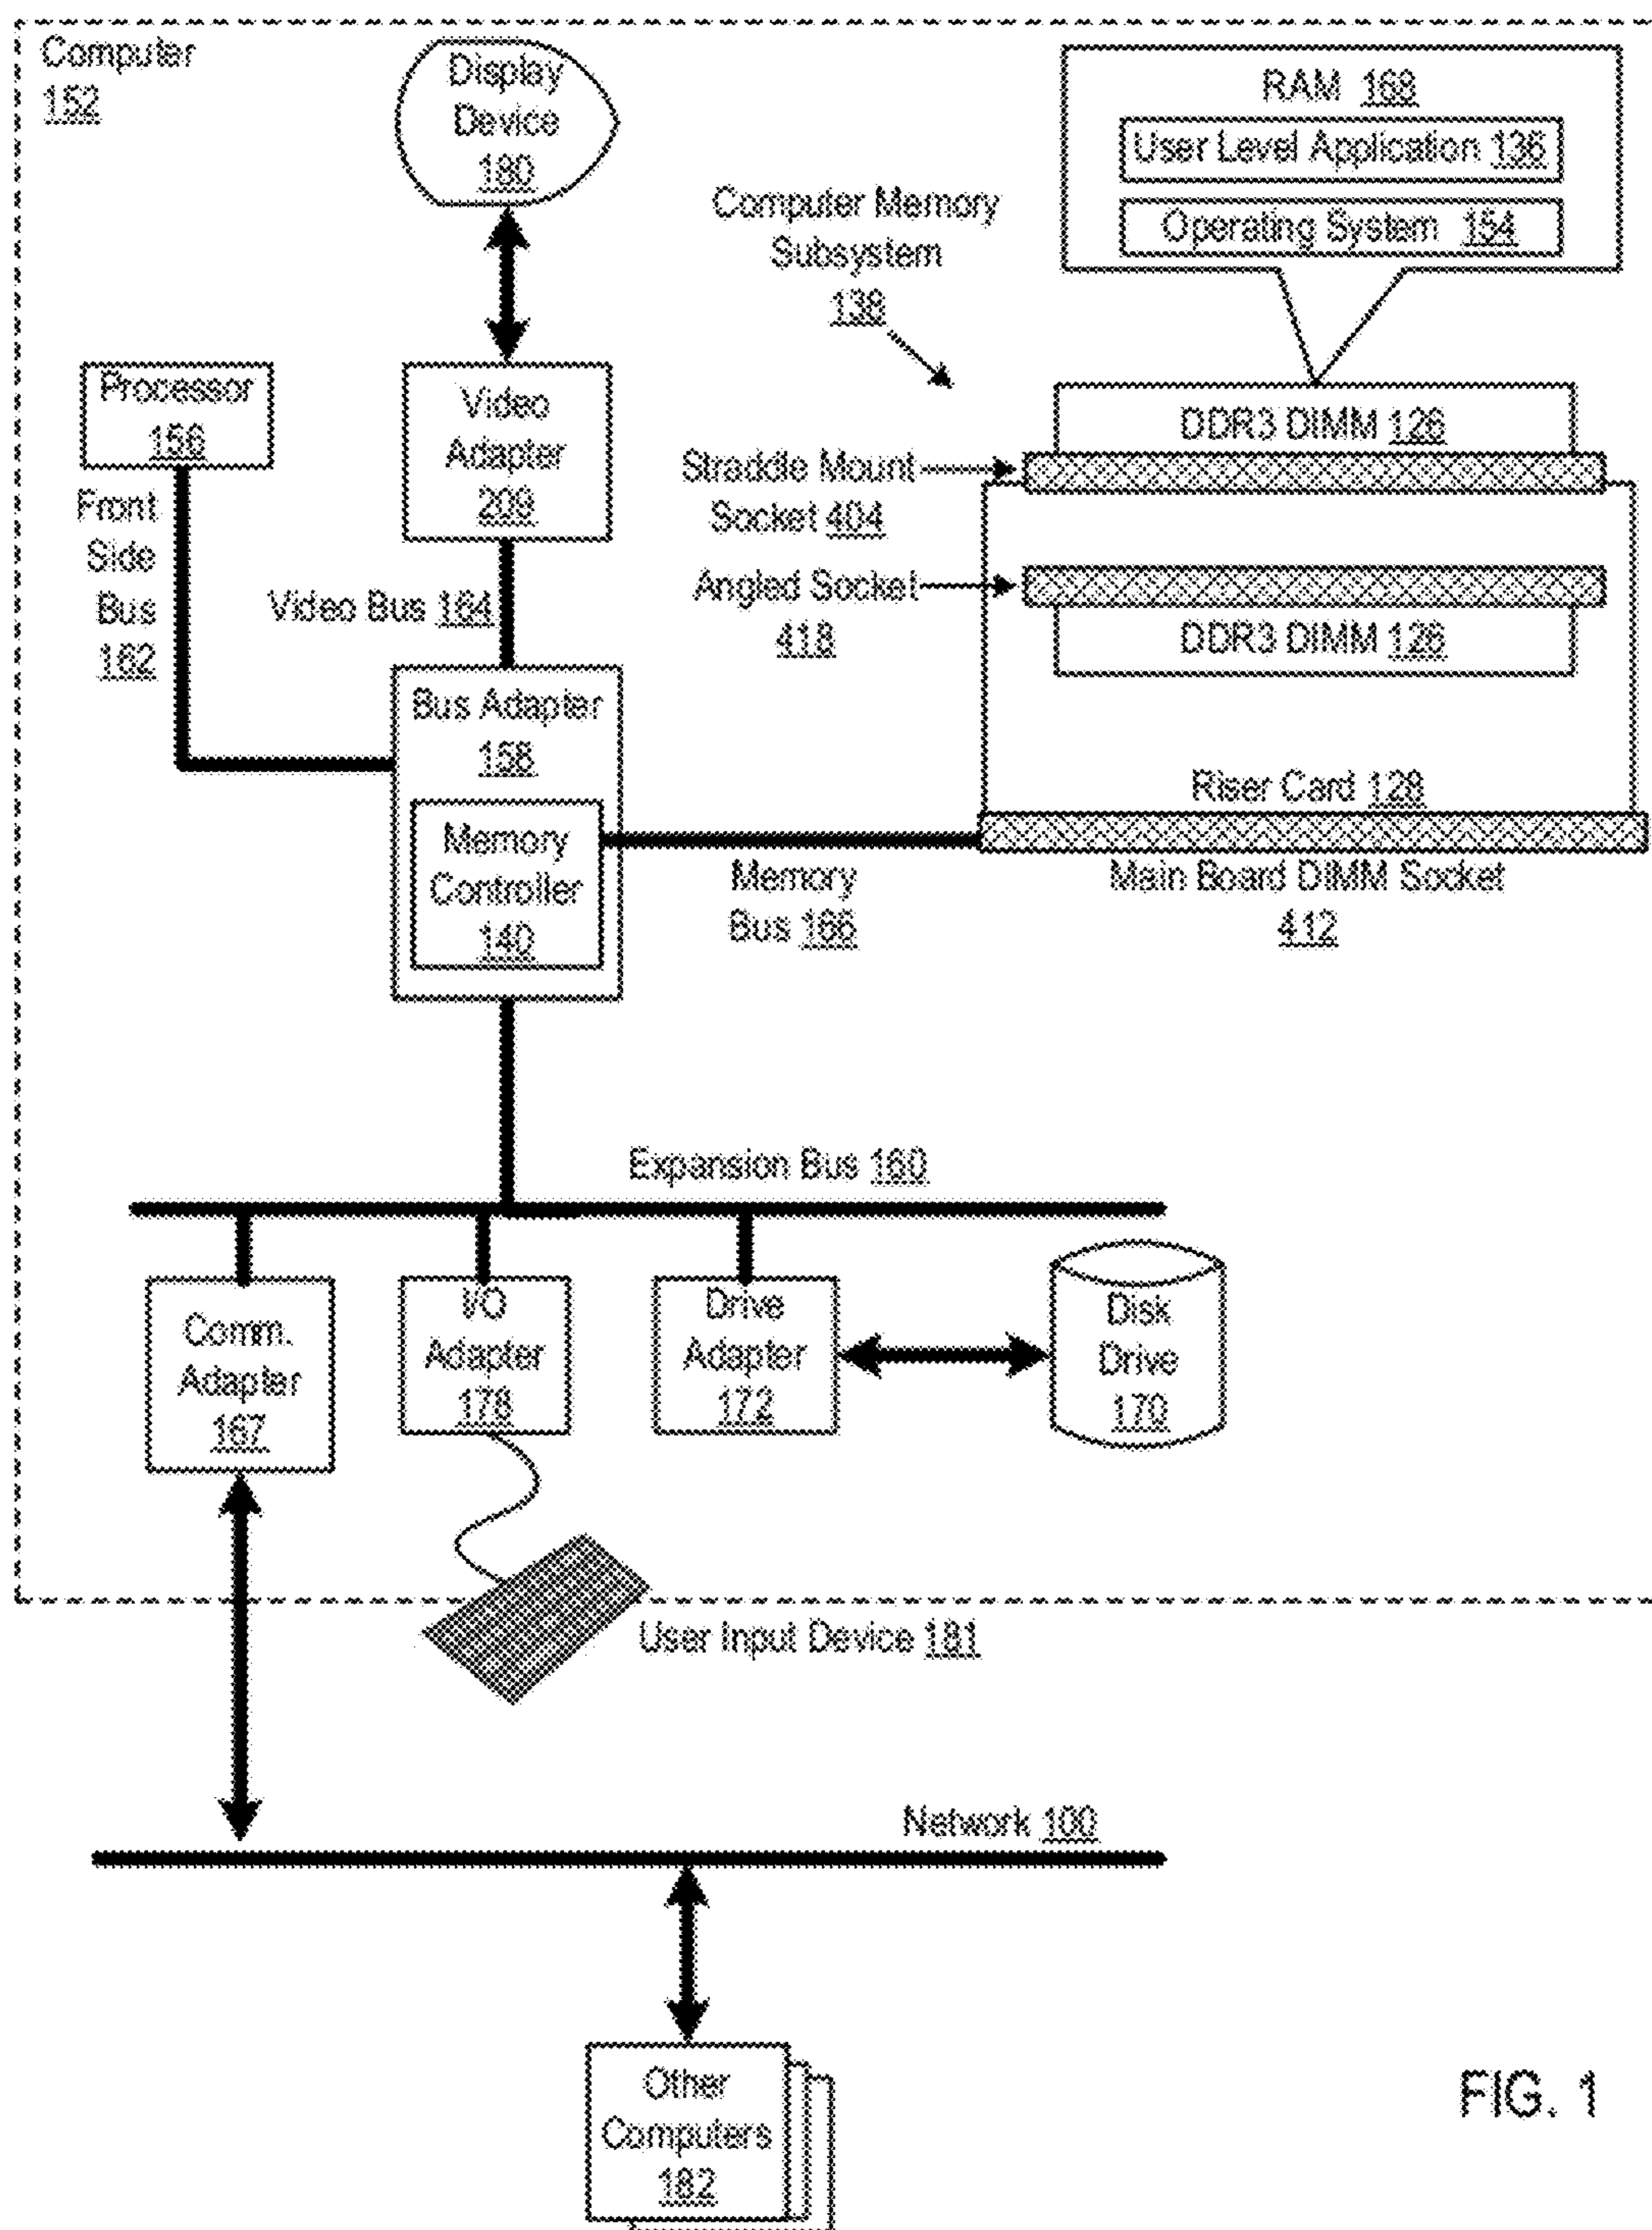 Computer
152
Display
Device
180
RAM 168
User Level Application 136
Operating System 154
Computer Memory
Subsystem
138
Processor
156
Video
Adapter
209
DDR3 DIMM 126
Straddle Mount
Socket 404
Front
Side
Bus
162
Video Bus 164
Angled Socket
418
DDR3 DIMM 126
Bus Adapter
158
Riser Card 128
Memory
Controller
140
Memory
Bus 166
Main Board DIMM Socket
412
Expansion Bus 160
Comm.
Adapter
167
I/O
Adapter
178
Drive
Adapter
172
Disk
Drive
170
User Input Device 181
Network 100
Other
Computers
182
FIG. 1